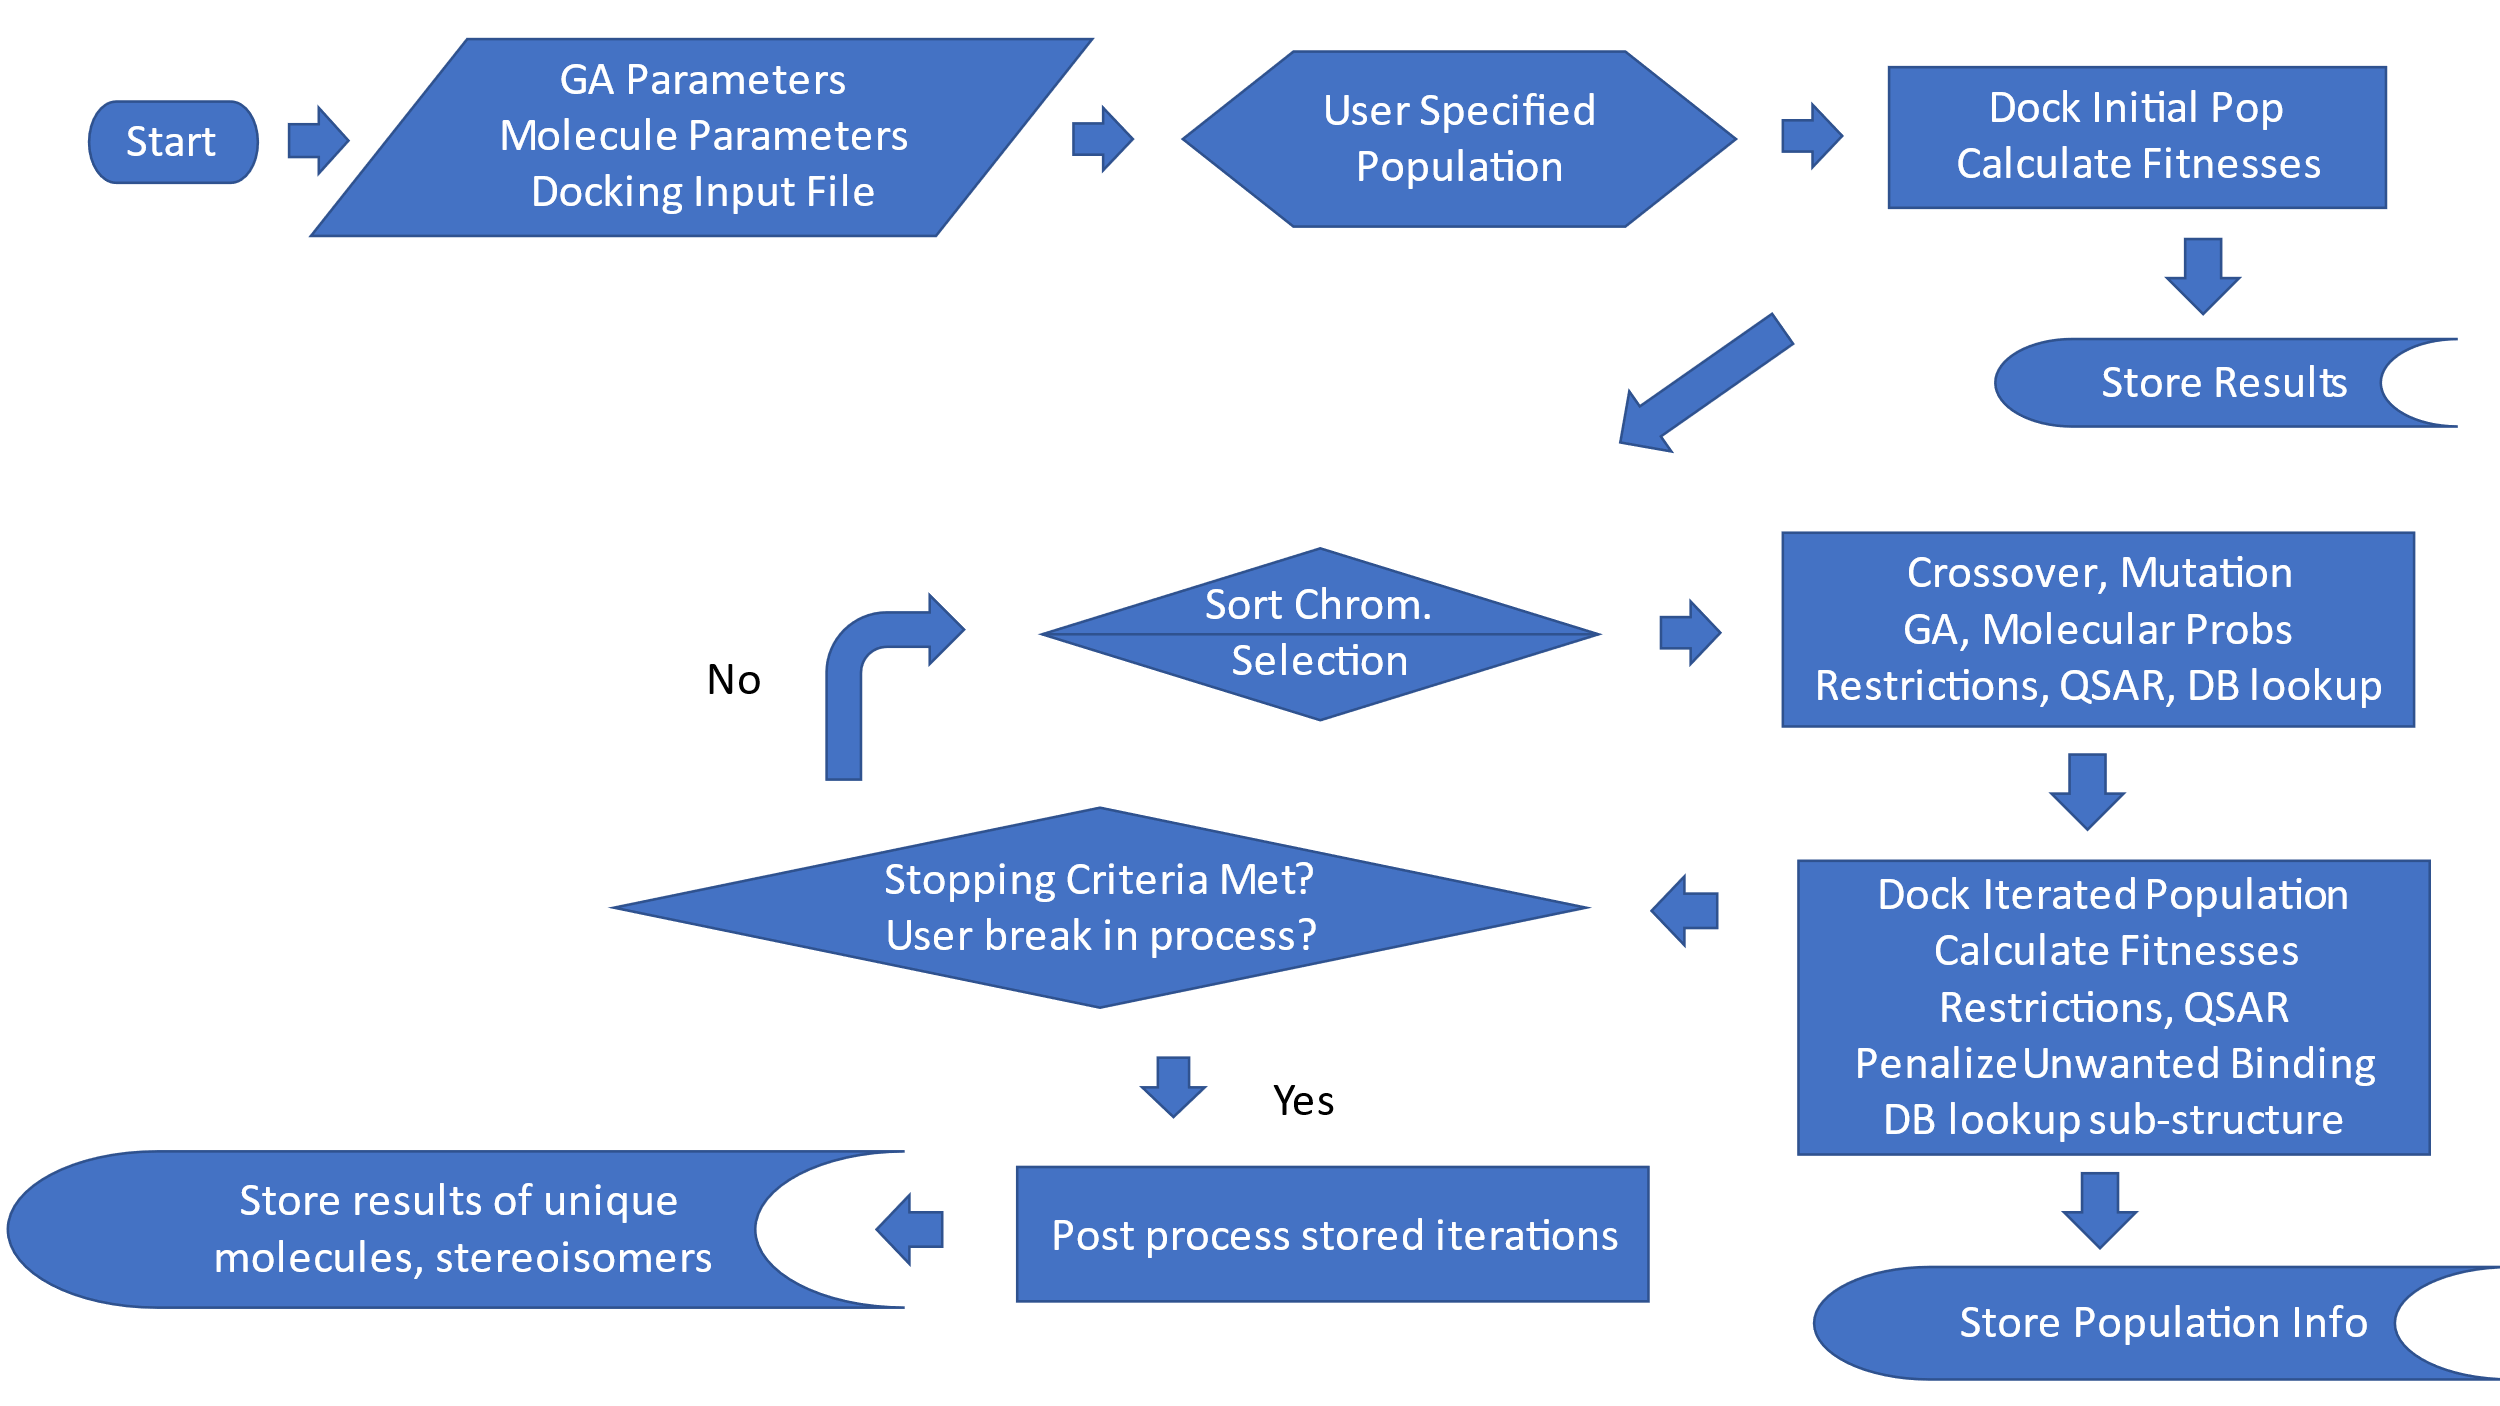 Start
GA Parameters
Molecule Parameters
Docking Input File
User Specified
Population
Dock Initial Pop
Calculate Fitnesses
Store Results
Sort Chrom.
Selection
Crossover, Mutation
GA, Molecular Probs
Restrictions, QSAR, DB lookup
No
Stopping Criteria Met?
User break in process?
Dock Iterated Population
Calculate Fitnesses
Restrictions, QSAR
Penalize Unwanted Binding
DB lookup sub-structure
Yes
Store results of unique
molecules, stereoisomers
Post process stored iterations
Store Population Info